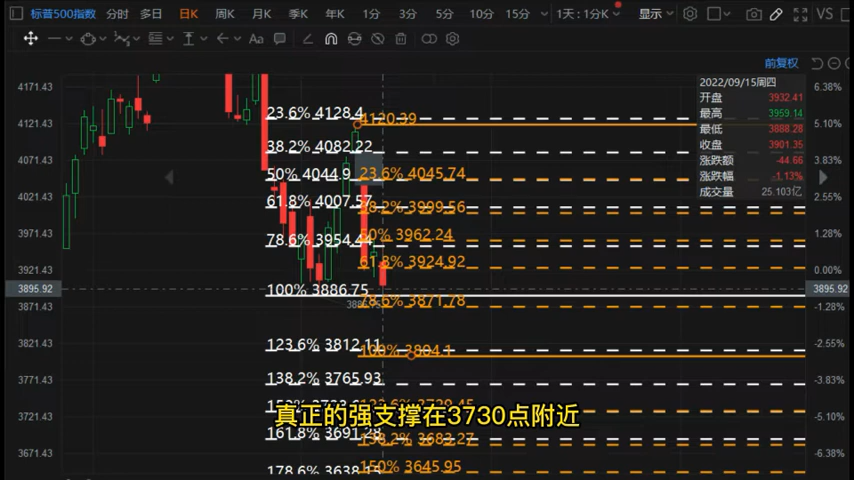 标普500指数 分时 多日 日K 周K 月K 季K 年K 1分 3分 5分 10分 15分 1天:1分K 显示 VS
Aa
前复权
4171.43 6.38%
4121.43 5.10%
4071.43 3.83%
4021.43 2.55%
3971.43 1.28%
3921.43 0.00%
3895.92 3895.92
3871.43 -1.28%
3821.43 -2.55%
3771.43 -3.83%
3721.43 -5.10%
3671.43 -6.38%
2022/09/15周四
开盘 3932.41
最高 3959.14
最低 3888.28
收盘 3901.35
涨跌额 -44.66
涨跌幅 -1.13%
成交量 25.103亿
23.6% 4128.4
4120.39
38.2% 4082.22
50% 4044.9
23.6% 4045.74
61.8% 4007.57
38.2% 3999.56
50% 3962.24
78.6% 3954.44
61.8% 3924.92
100% 3886.75
78.6% 3871.78
123.6% 3812.11
100% 3804.1
138.2% 3765.93
真正的强支撑在3730点附近
161.8% 3691.28
138.2% 3683.27
150% 3645.95
178.6% 3638.15